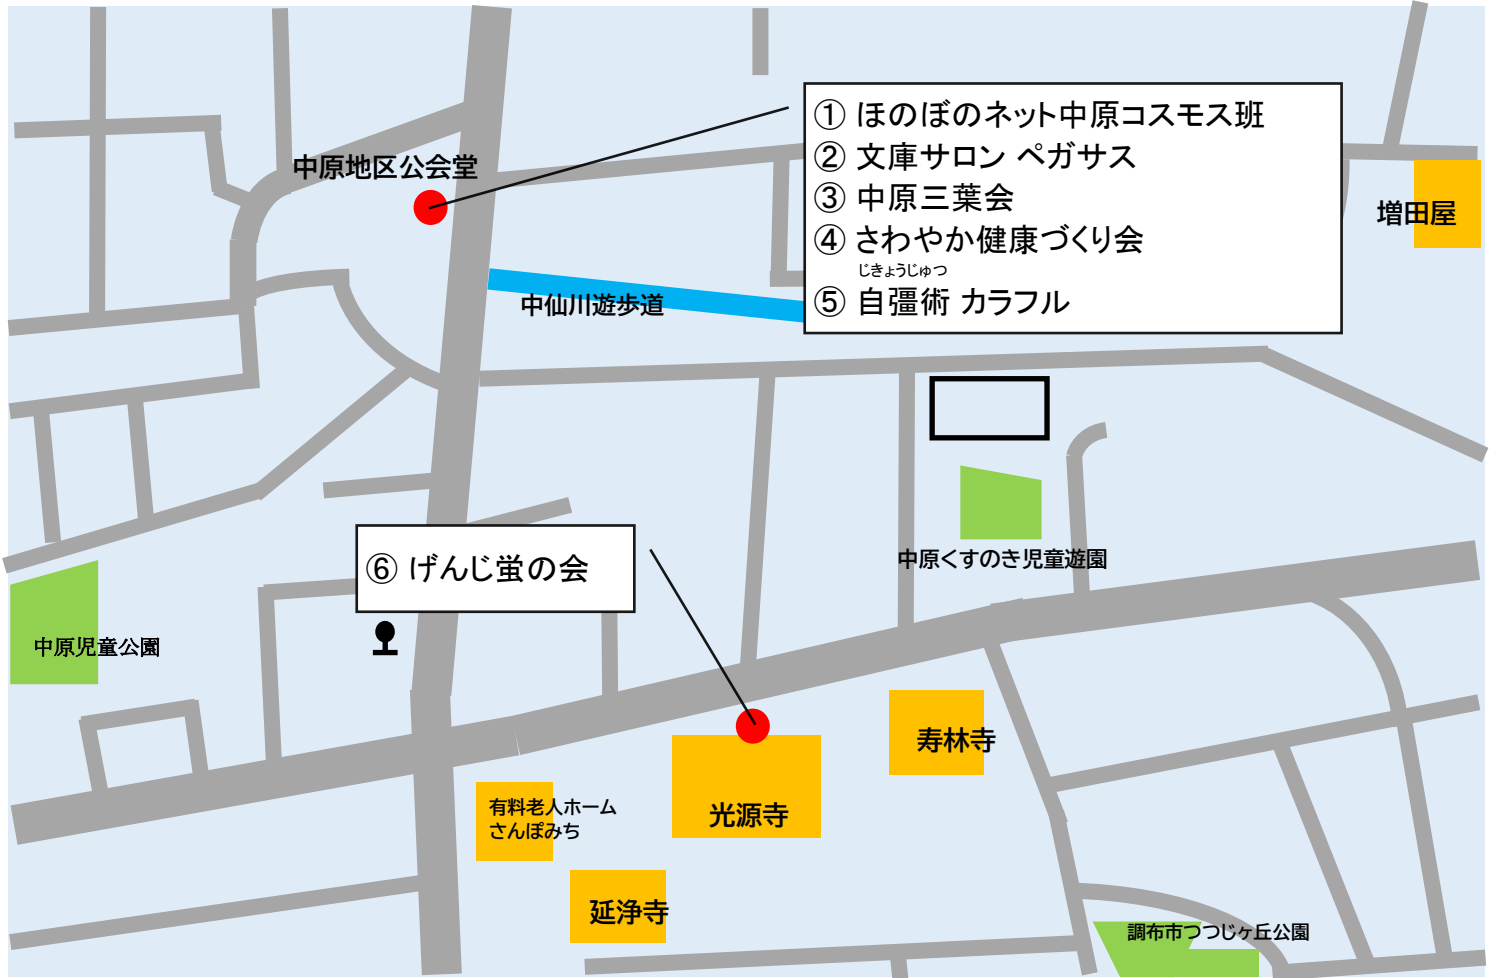 ① ほのぼのネット中原コスモス班
② 文庫サロン ペガサス
③ 中原三葉会
④ さわやか健康づくり会
じきょうじゅつ
⑤ 自彊術 カラフル
中原地区公会堂
増田屋
中仙川遊歩道
⑥ げんじ蛍の会
中原くすのき児童遊園
中原児童公園
寿林寺
有料老人ホーム
さんぽみち
光源寺
延浄寺
調布市つつじヶ丘公園